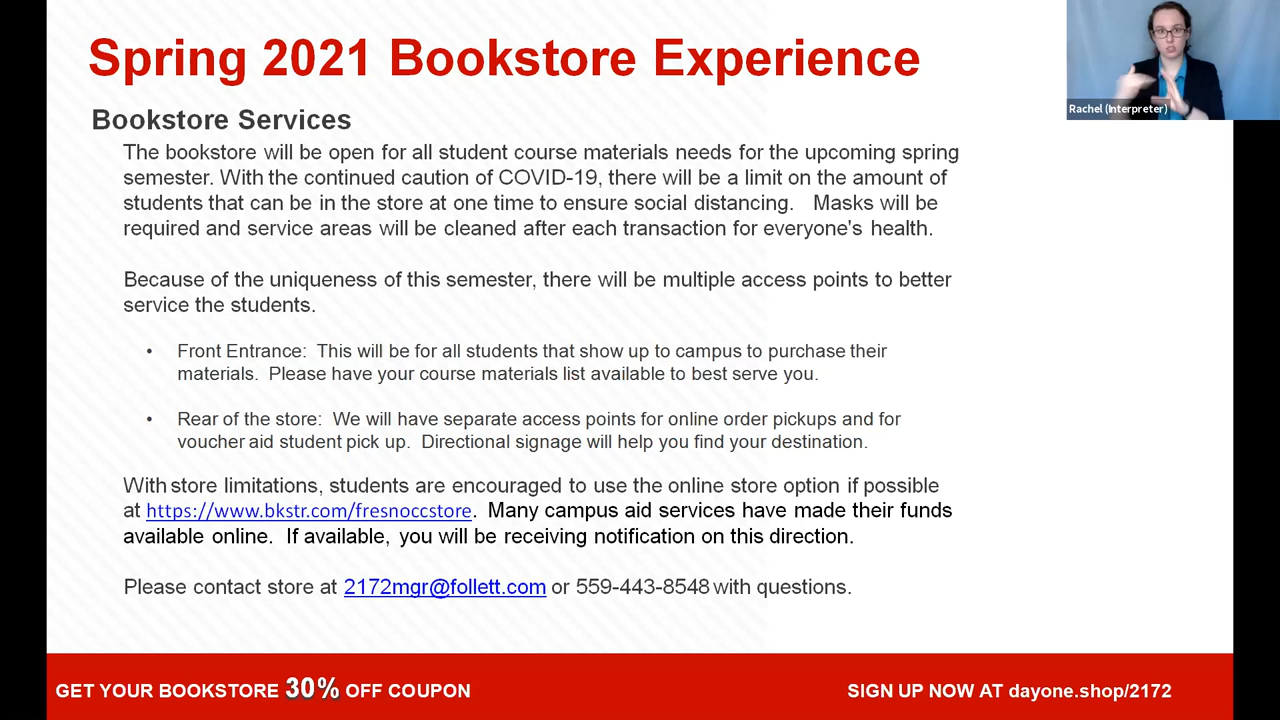 Spring 2021 Bookstore Experience
Rachel (Interpreter)
Bookstore Services
The bookstore will be open for all student course materials needs for the upcoming spring
semester. With the continued caution of COVID-19, there will be a limit on the amount of
students that can be in the store at one time to ensure social distancing. Masks will be
required and service areas will be cleaned after each transaction for everyone's health.
Because of the uniqueness of this semester, there will be multiple access points to better
service the students.
• Front Entrance: This will be for all students that show up to campus to purchase their
materials. Please have your course materials list available to best serve you.
• Rear of the store: We will have separate access points for online order pickups and for
voucher aid student pick up. Directional signage will help you find your destination.
With store limitations, students are encouraged to use the online store option if possible
at https://www.bkstr.com/fresnoccstore. Many campus aid services have made their funds
available online. If available, you will be receiving notification on this direction.
Please contact store at 2172mgr@follett.com or 559-443-8548 with questions.
GET YOUR BOOKSTORE 30% OFF COUPON
SIGN UP NOW AT dayone.shop/2172